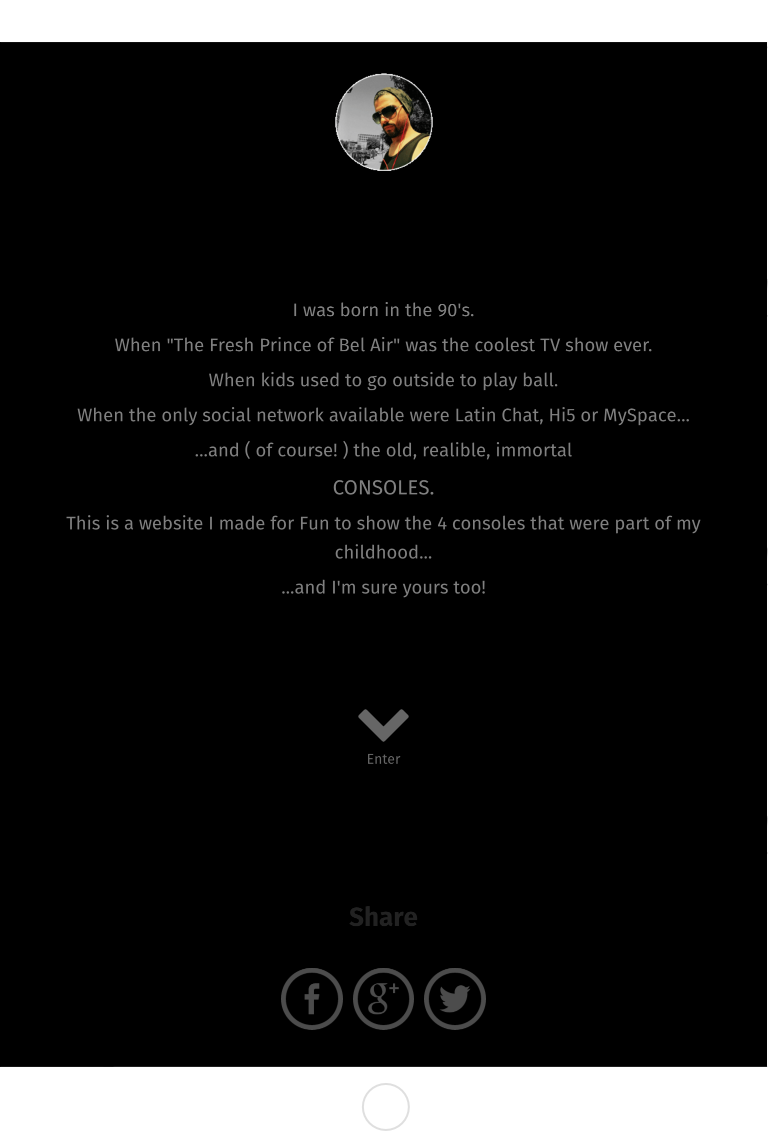 I was born in the 90's.
When "The Fresh Prince of Bel Air" was the coolest TV show ever.
When kids used to go outside to play ball.
When the only social network available were Latin Chat, Hi5 or MySpace...
...and ( of course! ) the old, realible, immortal
CONSOLES.
This is a website I made for Fun to show the 4 consoles that were part of my
childhood...
...and I'm sure yours too!
Enter
Share
f g+